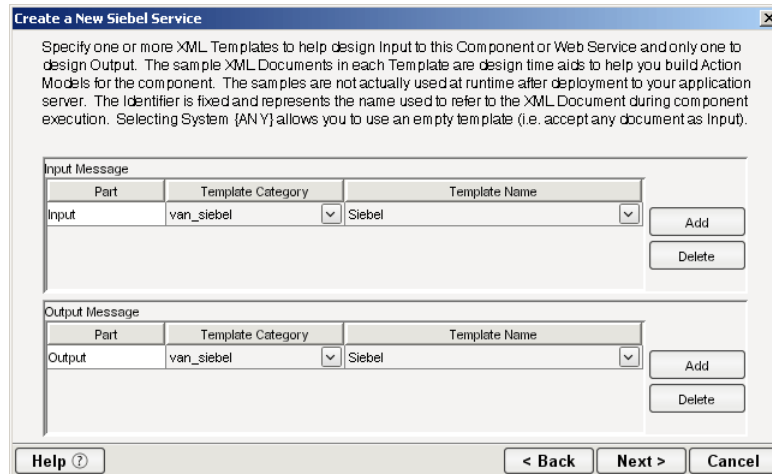 Create a New Siebel Service
Specify one or more XML Templates to help design Input to this Component or Web Service and only one to
design Output. The sample XML Documents in each Template are design time aids to help you build Action
Models for the component. The samples are not actually used at runtime after deployment to your application
server. The Identifier is fixed and represents the name used to refer to the XML Document during component
execution. Selecting System {ANY} allows you to use an empty template (i.e. accept any document as Input).
Input Message
Part Template Category Template Name
Input van_siebel Siebel
Add
Delete
Output Message
Part Template Category Template Name
Output van_siebel Siebel
Add
Delete
Help ? < Back Next > Cancel